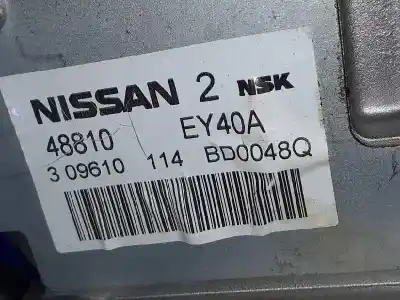 NISSAN 2 NSK
48810 EY40A
3 09610 114 BD0048Q